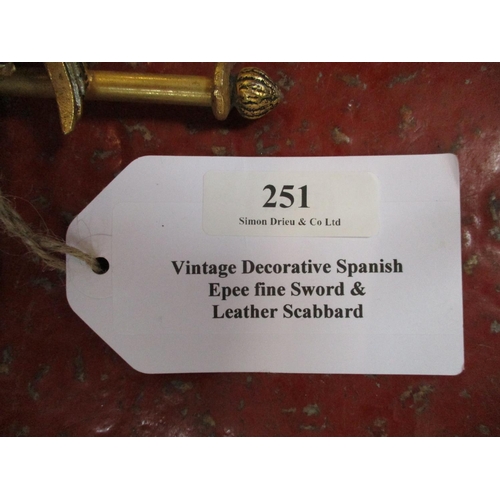 251
Simon Drieu & Co Ltd
Vintage Decorative Spanish
Epee fine Sword &
Leather Scabbard